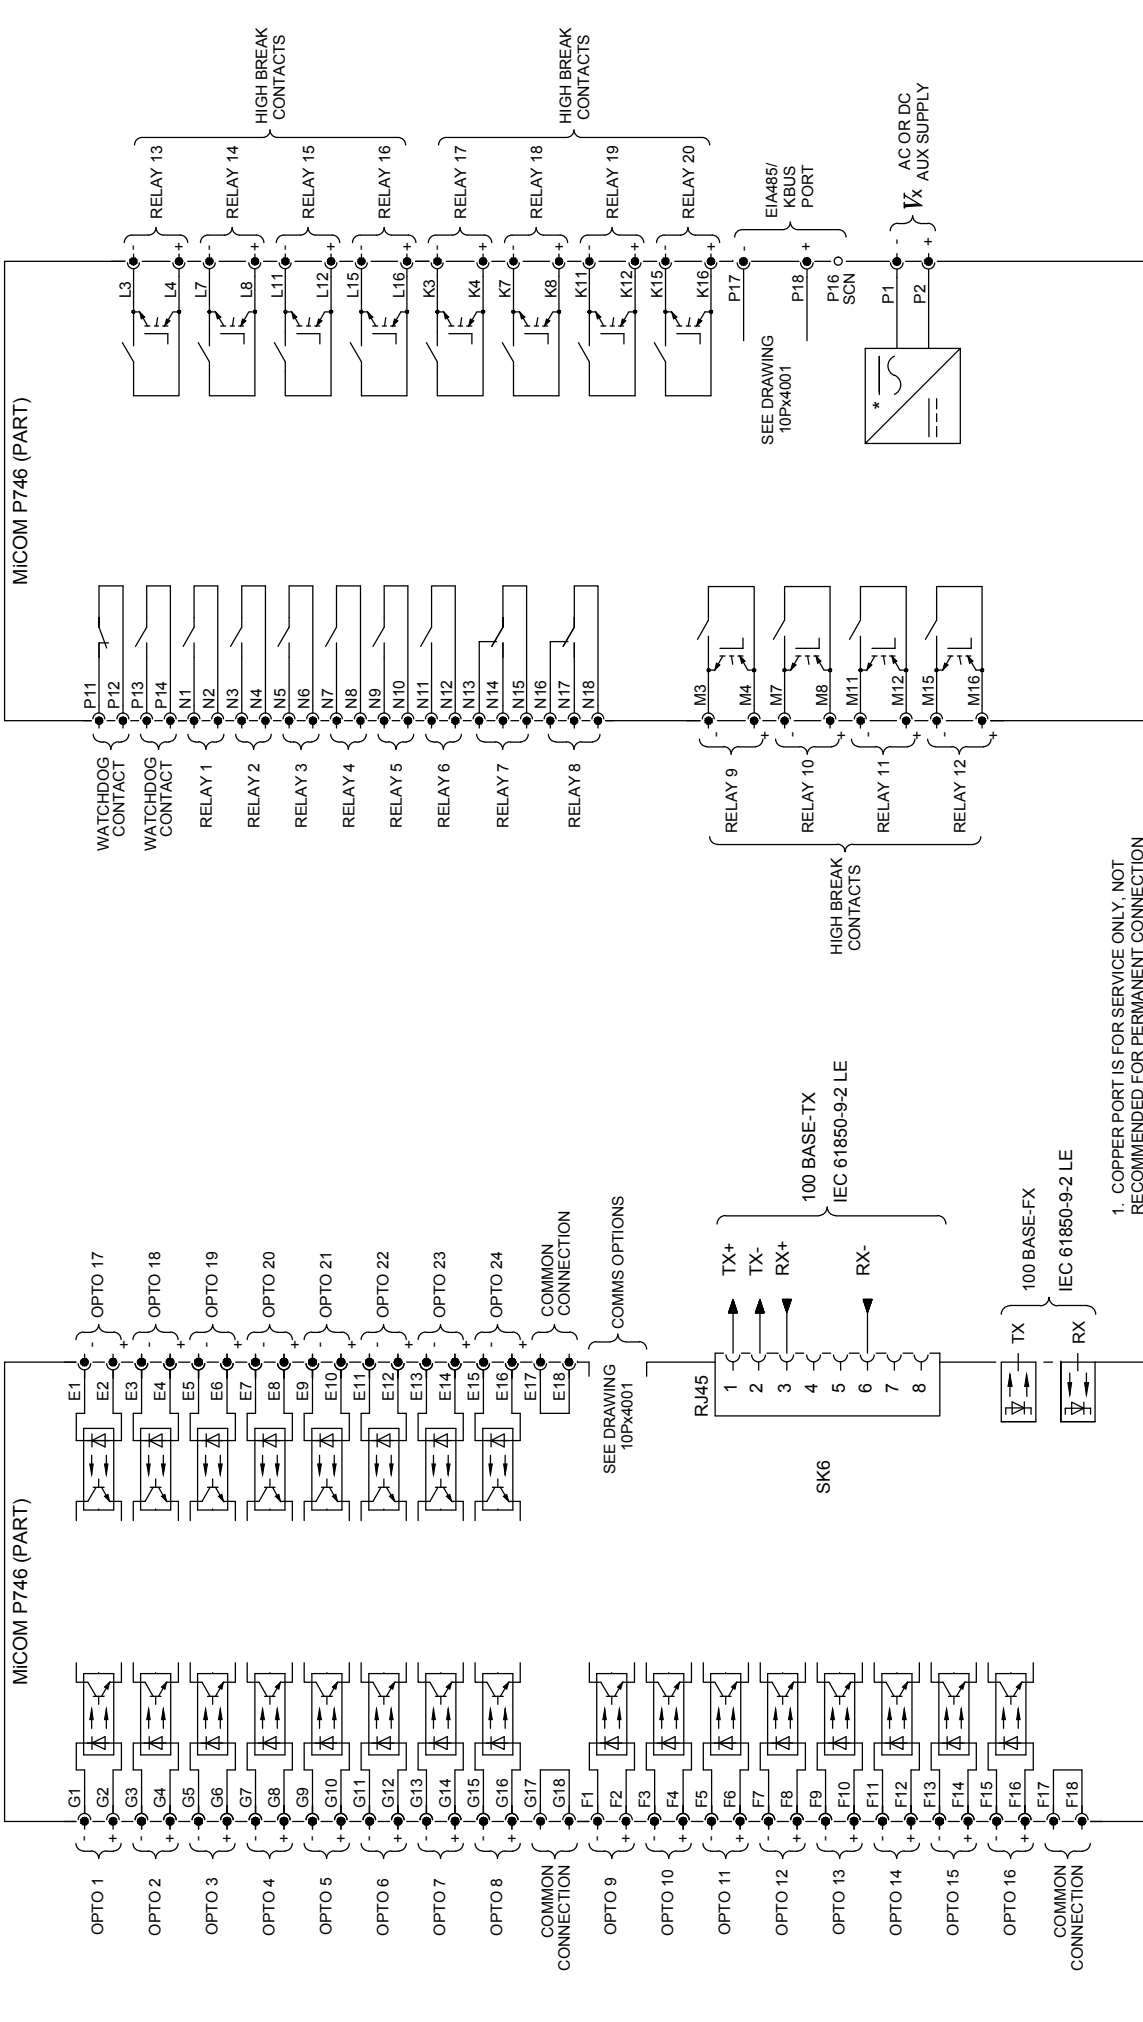 MiCOM P746 (PART)
OPTO 1
-
+
G1
G2
OPTO 2
-
+
G3
G4
OPTO 3
-
+
G5
G6
OPTO 4
-
+
G7
G8
OPTO 5
-
+
G9
G10
OPTO 6
-
+
G11
G12
OPTO 7
-
+
G13
G14
OPTO 8
-
+
G15
G16
COMMON
CONNECTION
G17
G18
OPTO 9
-
+
F1
F2
OPTO 10
-
+
F3
F4
OPTO 11
-
+
F5
F6
OPTO 12
-
+
F7
F8
OPTO 13
-
+
F9
F10
OPTO 14
-
+
F11
F12
OPTO 15
-
+
F13
F14
OPTO 16
-
+
F15
F16
COMMON
CONNECTION
F17
F18
E1
E2
-
+
OPTO 17
E3
E4
-
+
OPTO 18
E5
E6
-
+
OPTO 19
E7
E8
-
+
OPTO 20
E9
E10
-
+
OPTO 21
E11
E12
-
+
OPTO 22
E13
E14
-
+
OPTO 23
E15
E16
-
+
OPTO 24
E17
E18
COMMON
CONNECTION
SEE DRAWING
10Px4001
COMMS OPTIONS
SK6
RJ45
1
2
3
4
5
6
7
8
TX+
TX-
RX+
RX-
100 BASE-TX
IEC 61850-9-2 LE
TX
RX
100 BASE-FX
IEC 61850-9-2 LE
1. COPPER PORT IS FOR SERVICE ONLY, NOT
RECOMMENDED FOR PERMANENT CONNECTION
MiCOM P746 (PART)
WATCHDOG
CONTACT
P11
P12
WATCHDOG
CONTACT
P13
P14
RELAY 1
N1
N2
RELAY 2
N3
N4
RELAY 3
N5
N6
RELAY 4
N7
N8
RELAY 5
N9
N10
RELAY 6
N11
N12
RELAY 7
N13
N14
N15
RELAY 8
N16
N17
N18
HIGH BREAK
CONTACTS
RELAY 9
-
+
M3
M4
RELAY 10
-
+
M7
M8
RELAY 11
-
+
M11
M12
RELAY 12
-
+
M15
M16
L3
L4
-
+
RELAY 13
L7
L8
-
+
RELAY 14
L11
L12
-
+
RELAY 15
L15
L16
-
+
RELAY 16
HIGH BREAK
CONTACTS
K3
K4
-
+
RELAY 17
K7
K8
-
+
RELAY 18
K11
K12
-
+
RELAY 19
K15
K16
-
+
RELAY 20
HIGH BREAK
CONTACTS
SEE DRAWING
10Px4001
P17
P18
P16
SCN
-
+
EIA485/
KBUS
PORT
*
P1
P2
-
+
Vx
AC OR DC
AUX SUPPLY